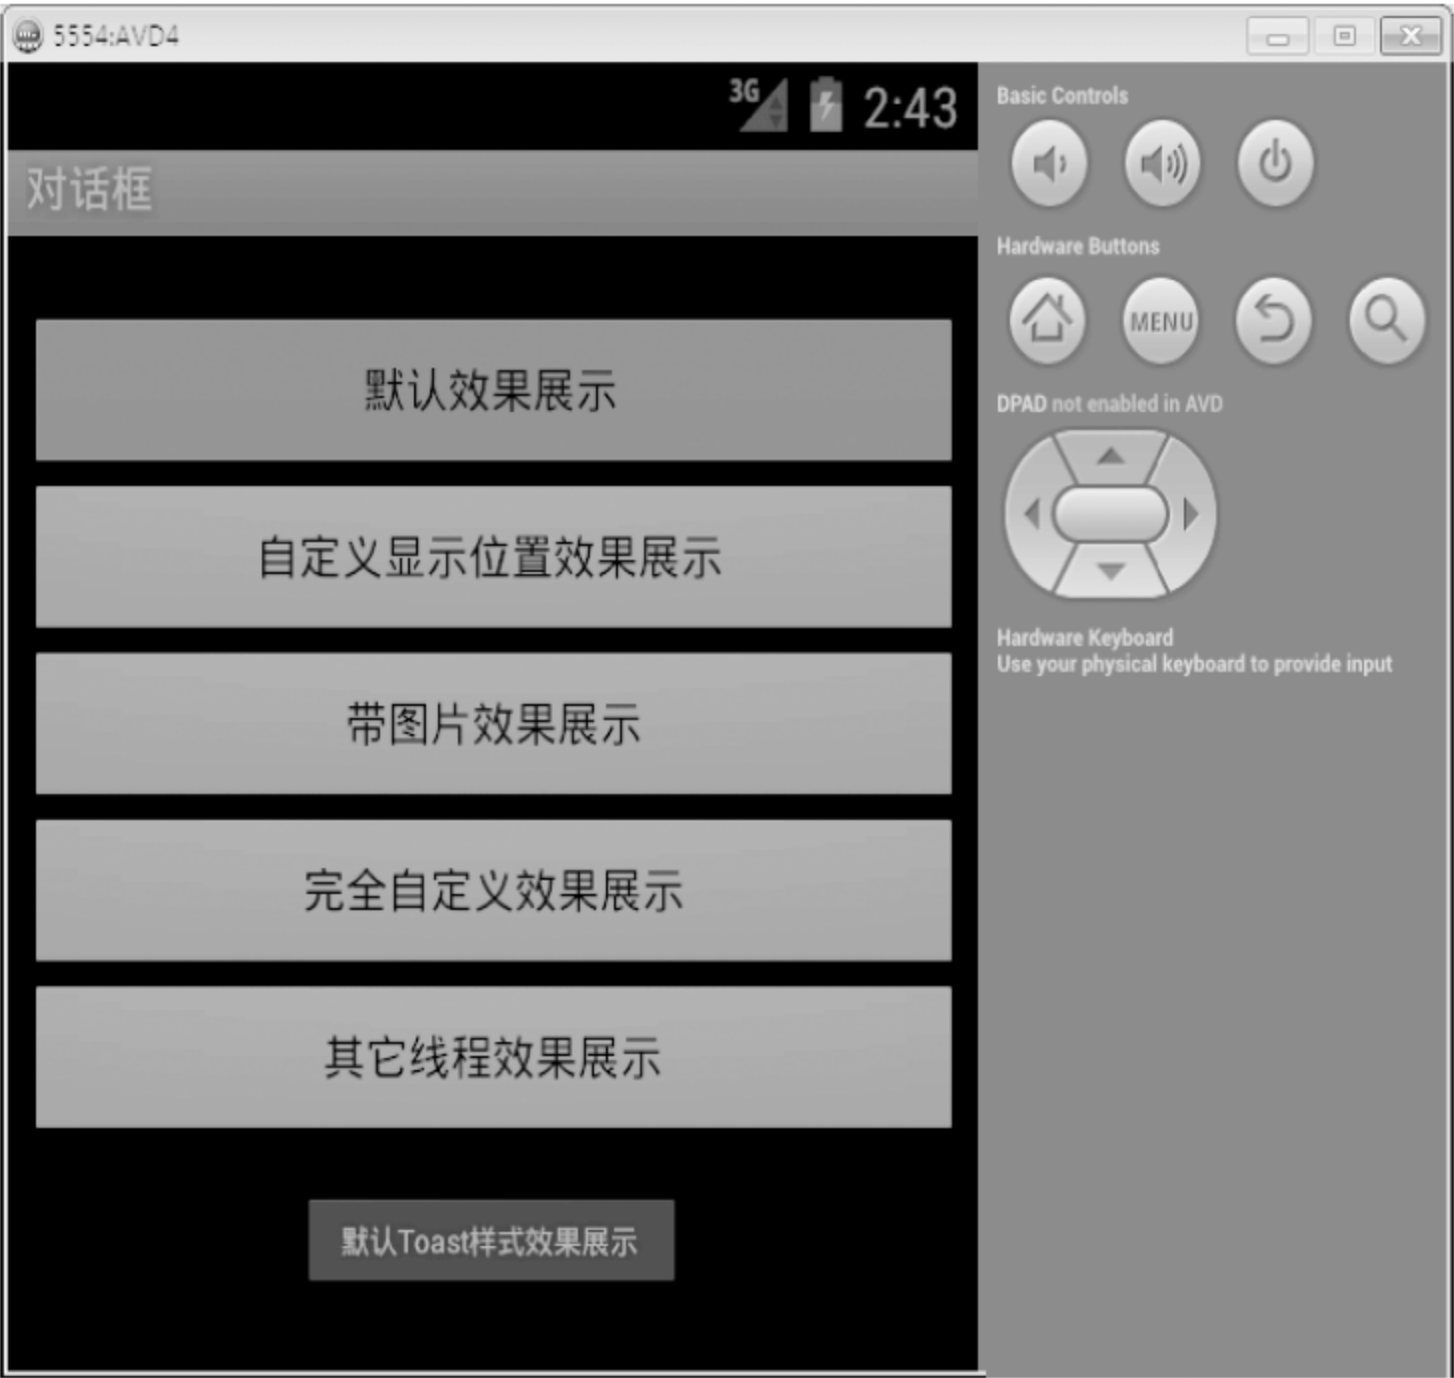 5554:AVD4
3G 2:43
对话框
默认效果展示
自定义显示位置效果展示
带图片效果展示
完全自定义效果展示
其它线程效果展示
默认Toast样式效果展示
Basic Controls
Hardware Buttons
MENU
DPAD not enabled in AVD
Hardware Keyboard
Use your physical keyboard to provide input